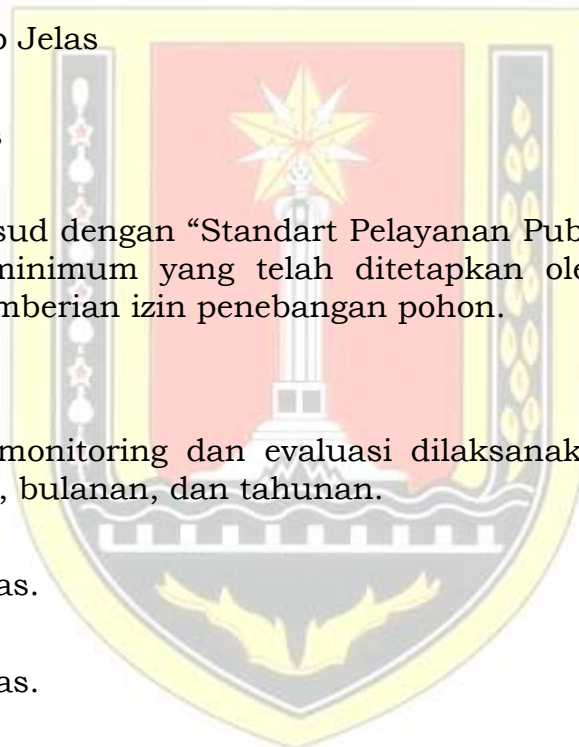 Jelas
sud dengan “Standart Pelayanan Pub
minimum yang telah ditetapkan ole
mberian izin penebangan pohon.
monitoring dan evaluasi dilaksanak
, bulanan, dan tahunan.
as.
as.